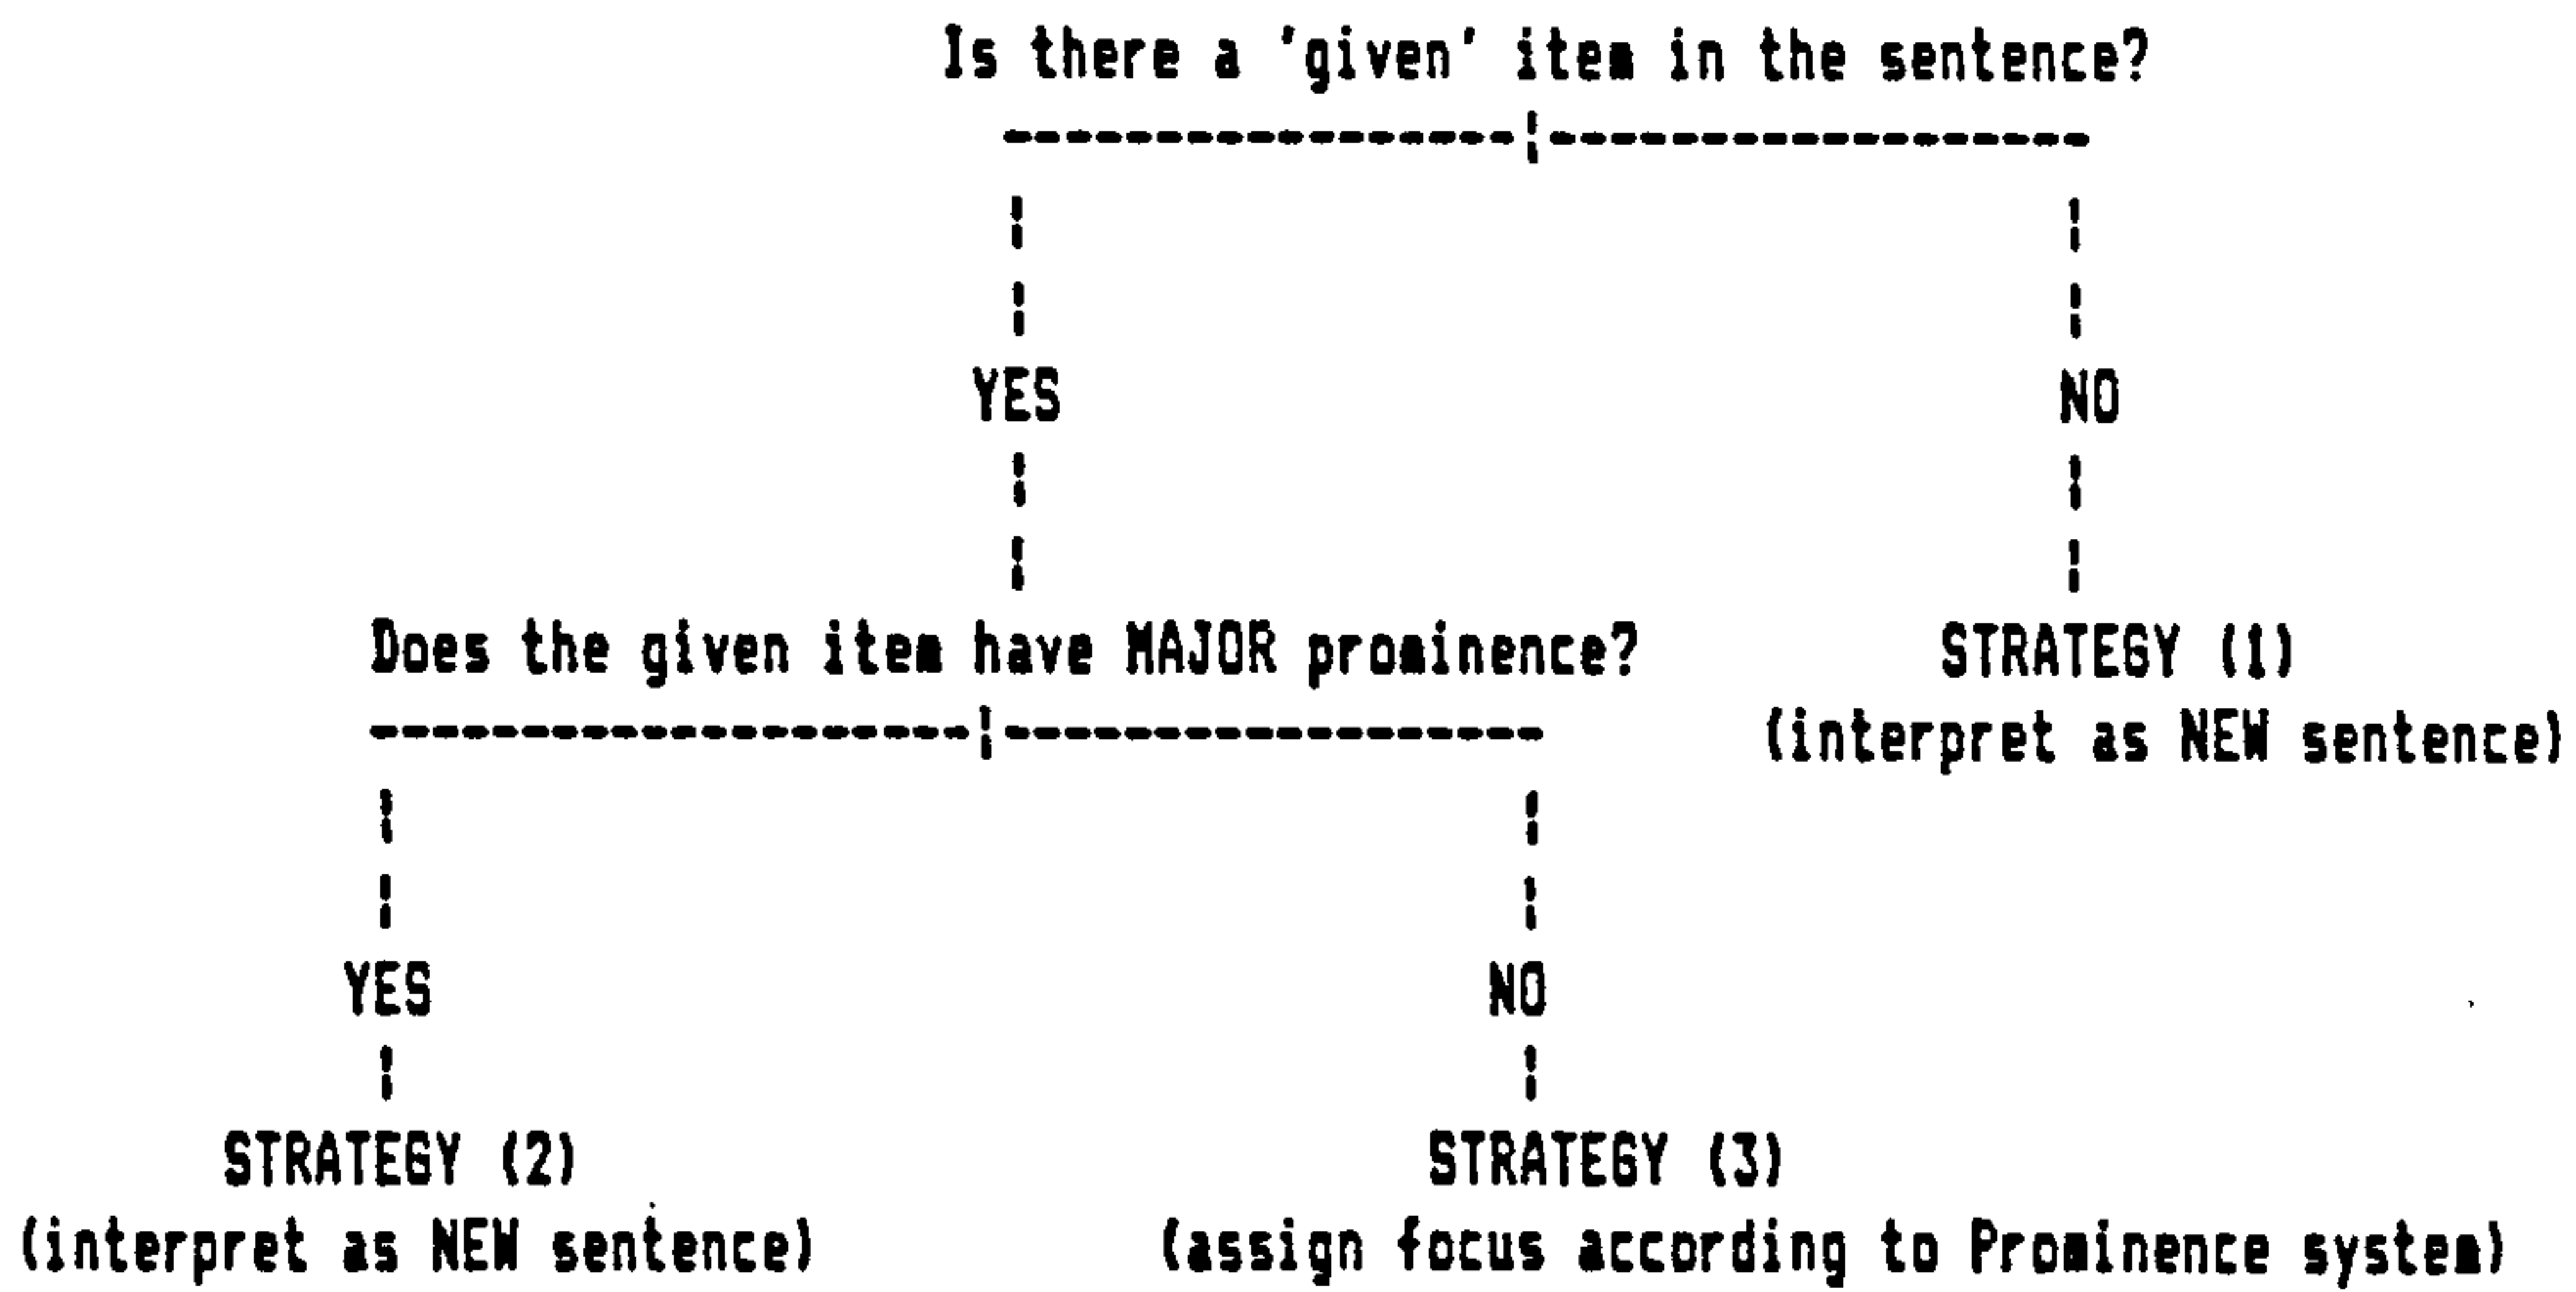 Is there a 'given' item in the sentence?
YES
NO
Does the given item have MAJOR prominence?
STRATEGY (1)
(interpret as NEW sentence)
YES
NO
STRATEGY (2)
STRATEGY (3)
(interpret as NEW sentence)
(assign focus according to Prominence system)